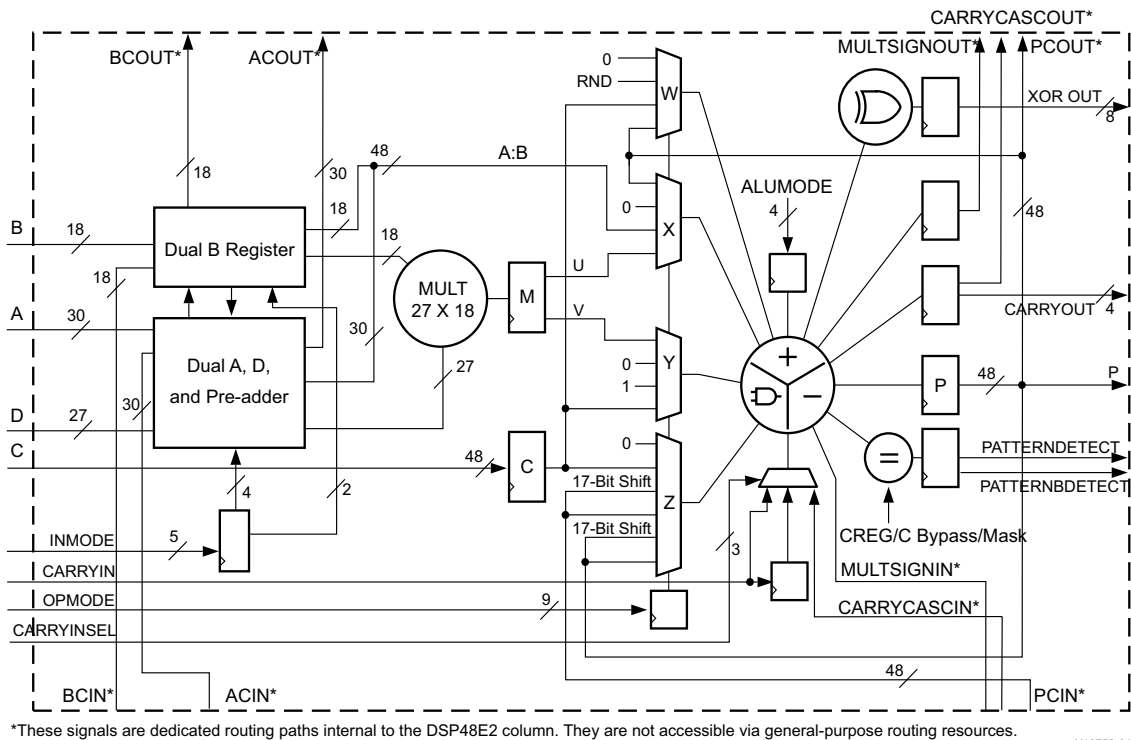 CARRYCASCOUT*
BCOUT* ACOUT* MULTSIGNOUT* PCOUT*
0
RND
W
XOR OUT
8
48
A:B
18
30
18
18
0
X
ALUMODE
4
48
B
18
Dual B Register
18
U
MULT
27 X 18
M
V
A
30
30
CARRYOUT
4
Y
0
1
+
−
Dual A, D,
and Pre-adder
27
P
48
P
D
27
30
C
48
C
0
17-Bit Shift
Z
17-Bit Shift
=
PATTERNDETECT
PATTERNBDETECT
4
2
3
CREG/C Bypass/Mask
INMODE
5
CARRYIN
MULTSIGNIN*
OPMODE
9
CARRYCASCIN*
CARRYINSEL
48
BCIN* ACIN* PCIN*
*These signals are dedicated routing paths internal to the DSP48E2 column. They are not accessible via general-purpose routing resources.